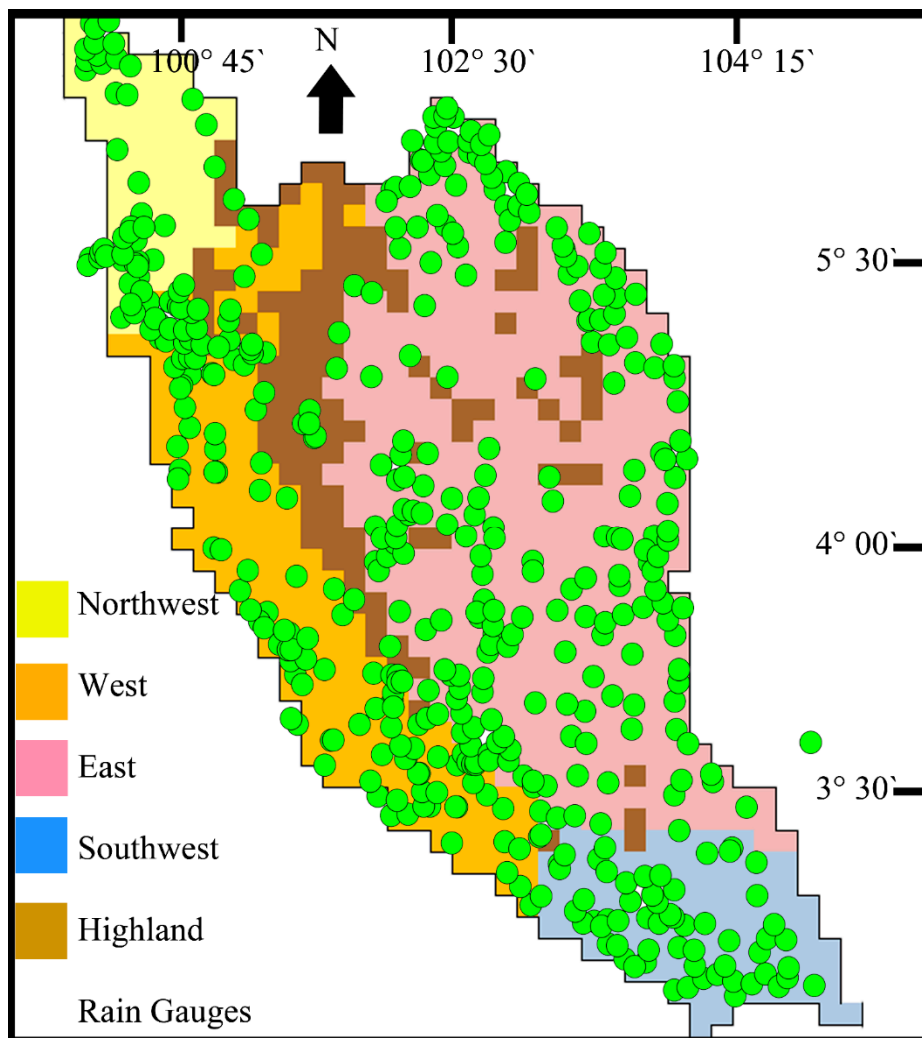 N
100° 45` 102° 30` 104° 15`
5° 30`
4° 00`
3° 30`
Northwest
West
East
Southwest
Highland
Rain Gauges